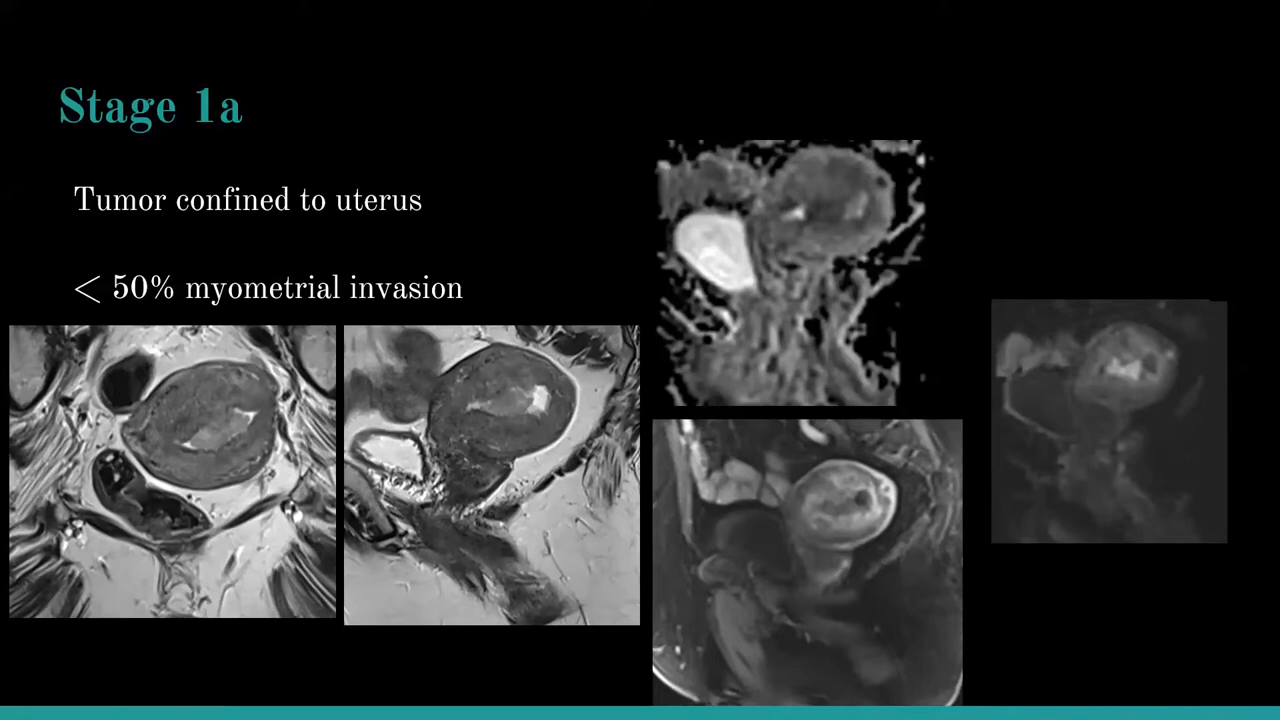 Stage 1a
Tumor confined to uterus
< 50% myometrial invasion